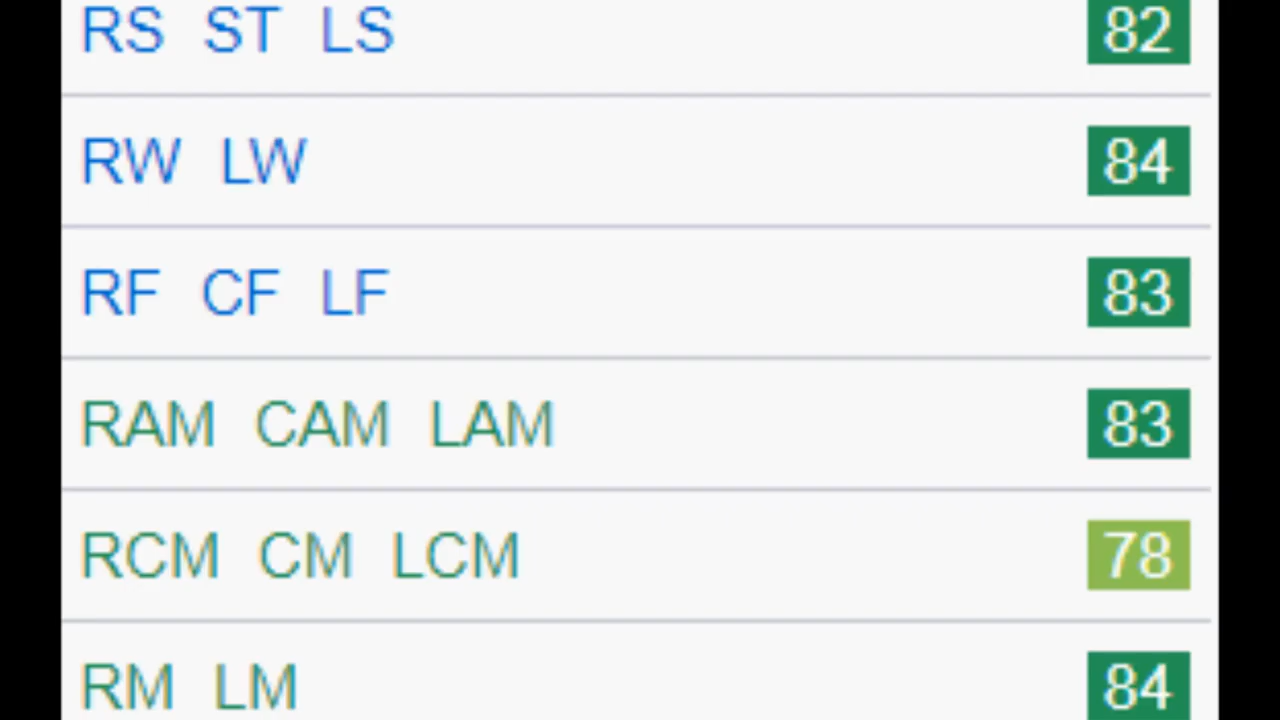 RS ST LS 82
RW LW 84
RF CF LF 83
RAM CAM LAM 83
RCM CM LCM 78
RM LM 84